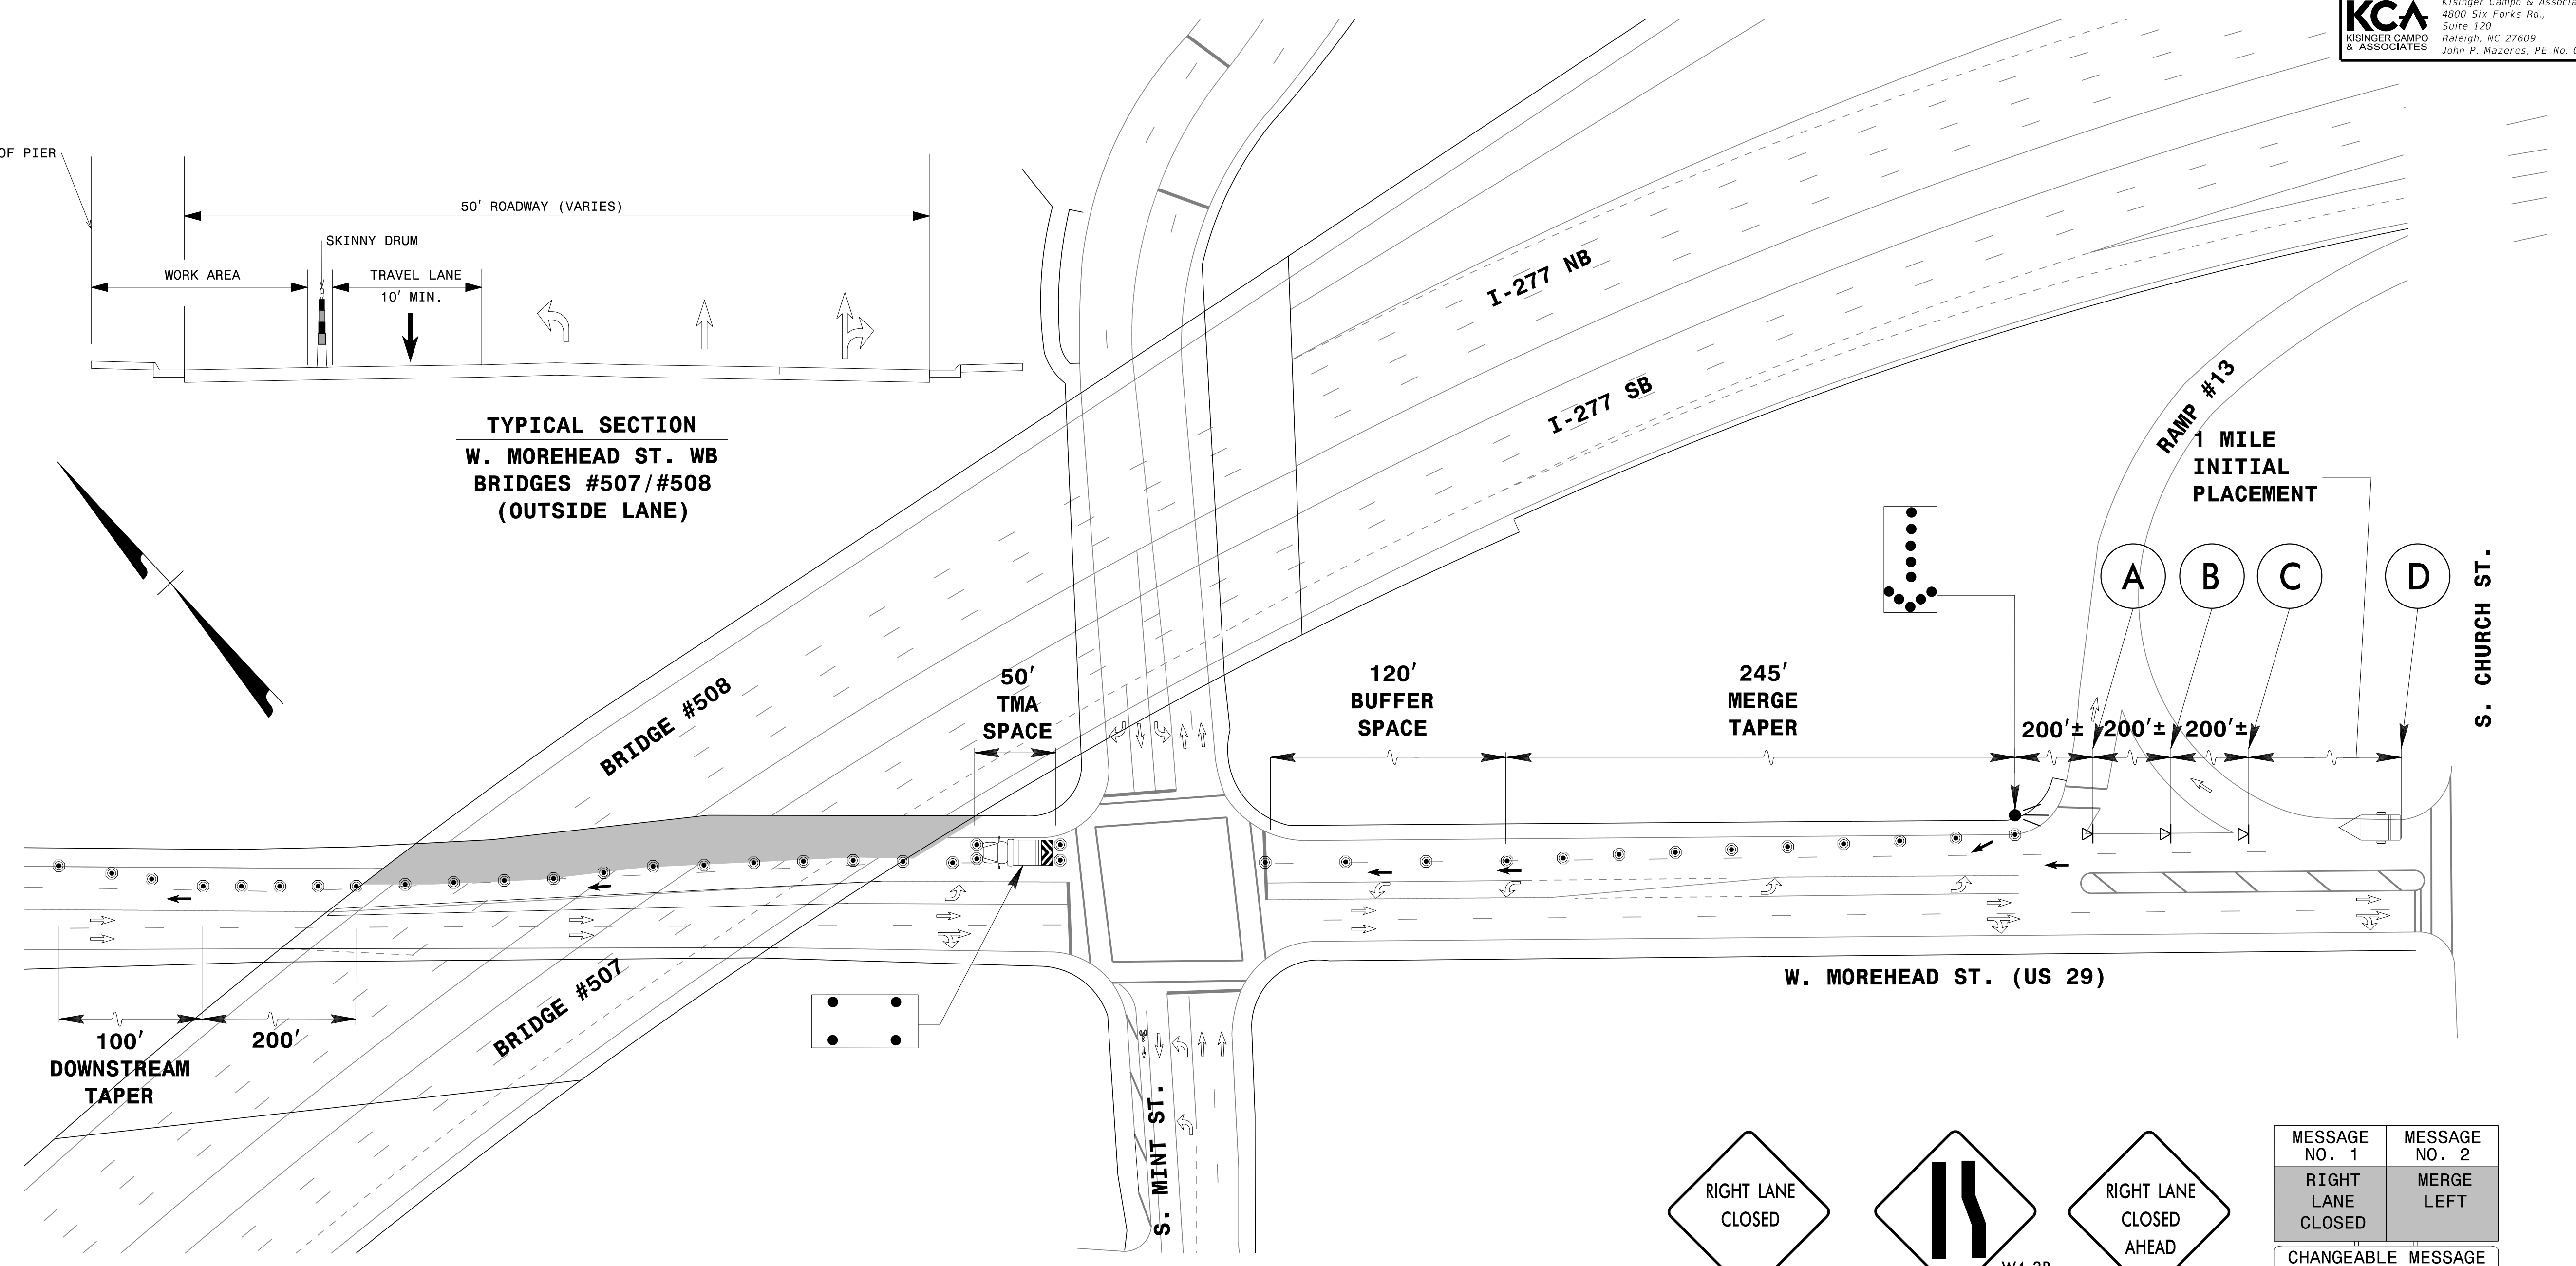 KCA
KISINGER CAMPO
& ASSOCIATES
Kisinger Campo &
4800 Six Forks Rd.,
Suite 120
Raleigh, NC 27609
John P. Mazeres, PE No.
OF PIER
50' ROADWAY (VARIES)
SKINNY DRUM
WORK AREA
TRAVEL LANE
10' MIN.
TYPICAL SECTION
W. MOREHEAD ST. WB
BRIDGES #507/#508
(OUTSIDE LANE)
I-277 NB
I-277 SB
RAMP #13
1 MILE
INITIAL
PLACEMENT
A
B
C
D
S. CHURCH ST.
BRIDGE #508
50'
TMA
SPACE
120'
BUFFER
SPACE
245'
MERGE
TAPER
200'±
200'±
200'±
W. MOREHEAD ST. (US 29)
BRIDGE #507
100'
DOWNSTREAM
TAPER
200'
S. MINT ST.
RIGHT LANE
CLOSED
RIGHT LANE
CLOSED
AHEAD
MESSAGE
NO. 1
MESSAGE
NO. 2
RIGHT
LANE
CLOSED
MERGE
LEFT
CHANGEABLE MESSAGE